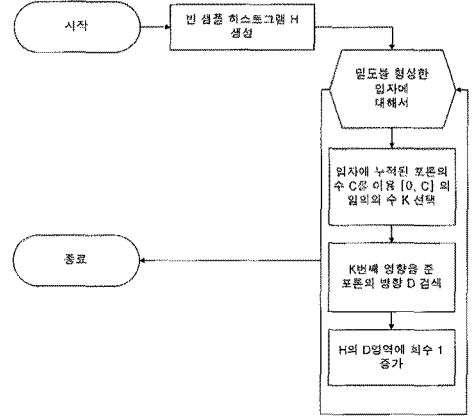 시작
빈 샘플 히스토그램 H
생성
밀도를 형성한
입자에
대해서
입자에 누적된 포톤의
수 C를 이용 [0, C] 의
임의의 수 K 선택
종료
K번째 영향을 준
포톤의 방향 D 검색
H의 D영역에 회수 1
증가